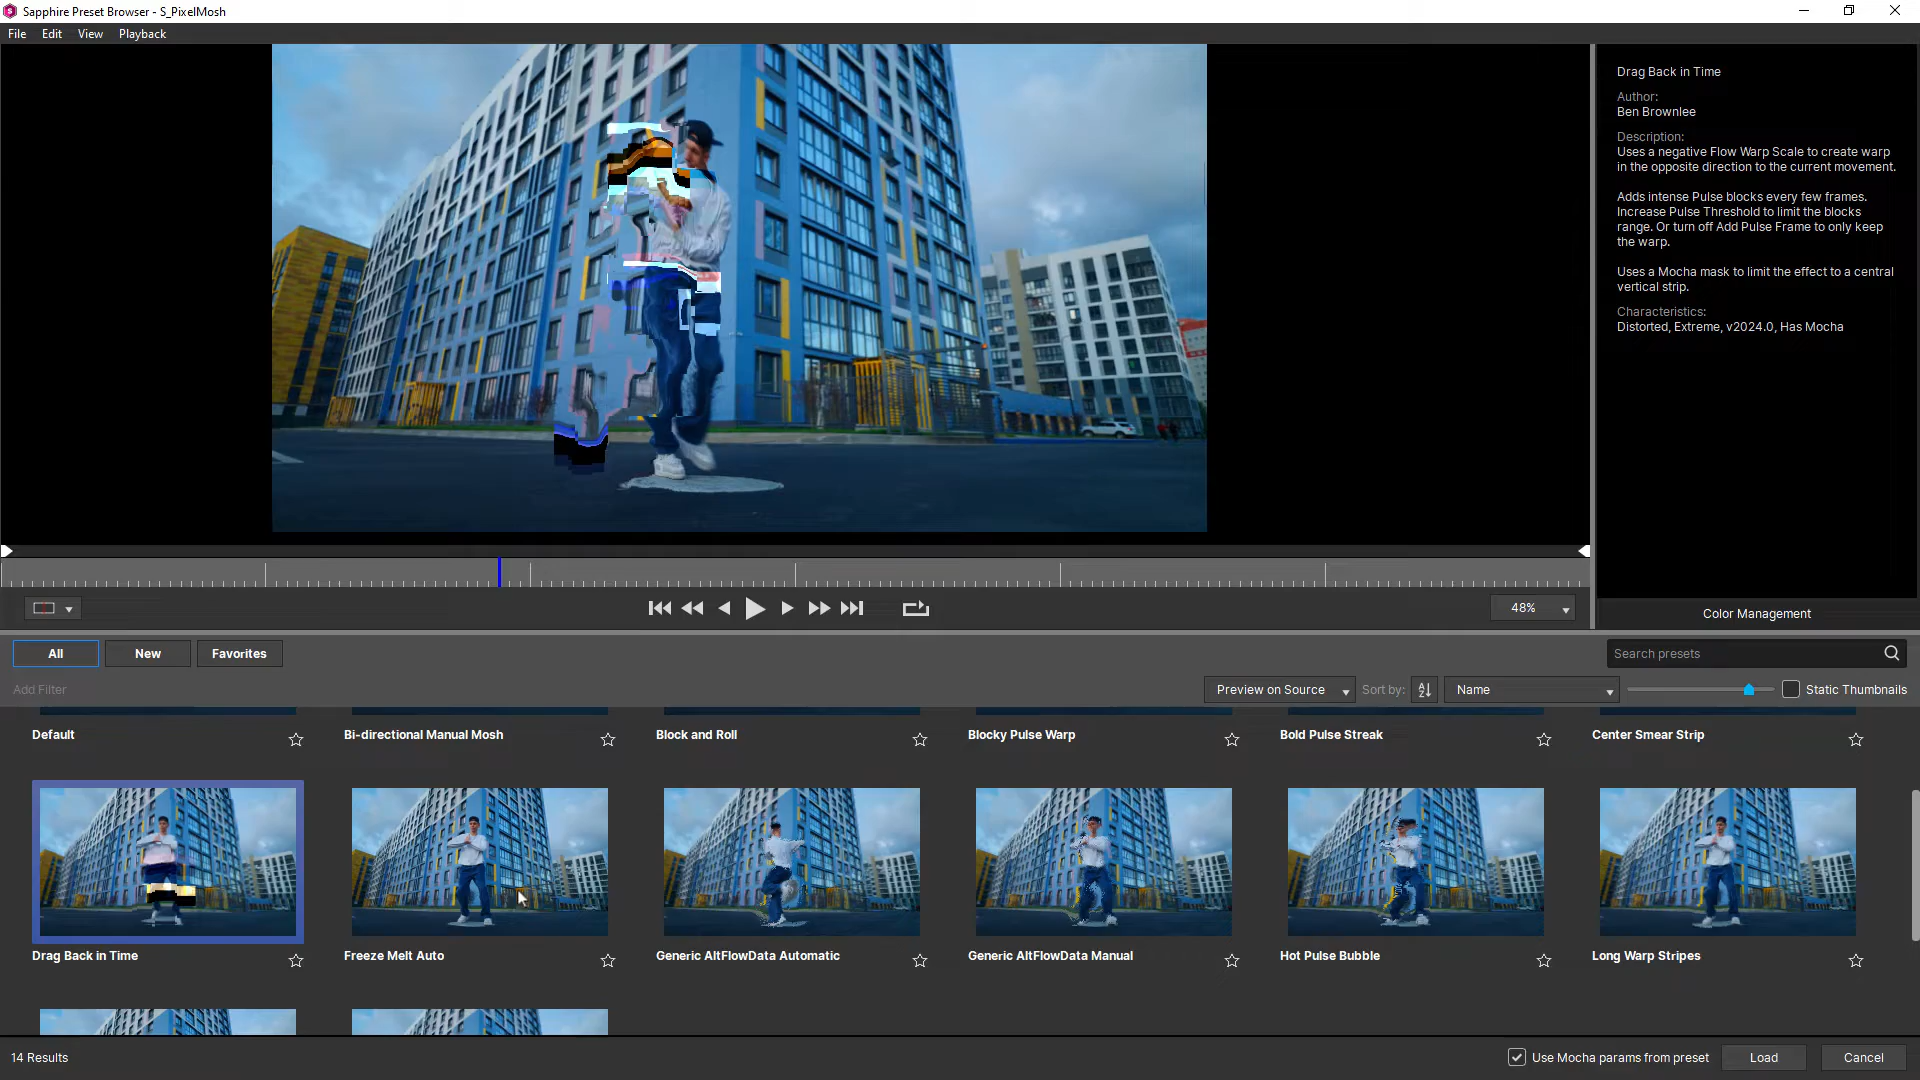 Sapphire Preset Browser - S_PixelMosh
File Edit View Playback
Drag Back in Time
Author:
Ben Brownlee
Description:
Uses a negative Flow Warp Scale to create warp
in the opposite direction to the current movement.
Adds intense Pulse blocks every few frames.
Increase Pulse Threshold to limit the blocks
range. Or turn off Add Pulse Frame to only keep
the warp.
Uses a Mocha mask to limit the effect to a central
vertical strip.
Characteristics:
Distorted, Extreme, v2024.0, Has Mocha
48%
Color Management
All New Favorites
Search presets
Add Filter
Preview on Source
Sort by:
Name
Static Thumbnails
Default
Bi-directional Manual Mosh
Block and Roll
Blocky Pulse Warp
Bold Pulse Streak
Center Smear Strip
Drag Back in Time
Freeze Melt Auto
Generic AltFlowData Automatic
Generic AltFlowData Manual
Hot Pulse Bubble
Long Warp Stripes
14 Results
Use Mocha params from preset
Load
Cancel